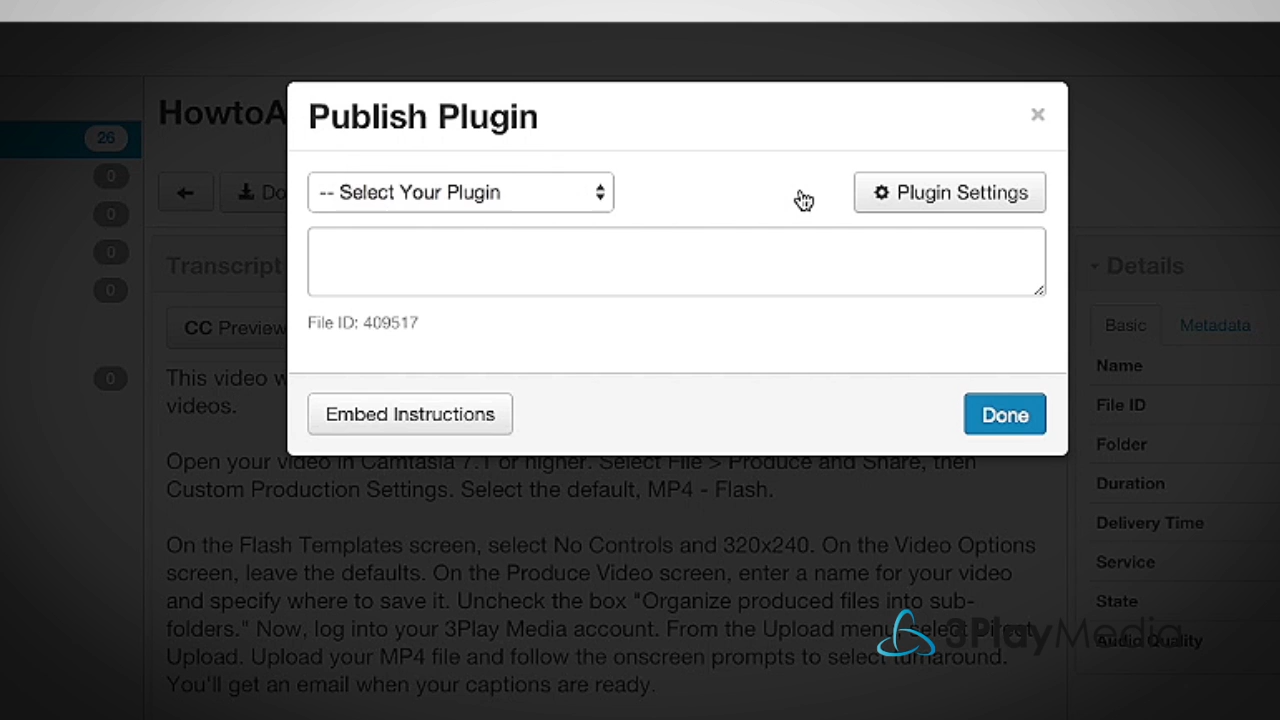 HowtoA
Publish Plugin
×
26
0
0
0
0
0
Do
-- Select Your Plugin
Plugin Settings
File ID: 409517
Embed Instructions
Done
Transcript
CC Preview
This video w
videos.
Open your video in Camtasia 7.1 or higher. Select File > Produce and Share, then
Custom Production Settings. Select the default, MP4 - Flash.
On the Flash Templates screen, select No Controls and 320x240. On the Video Options
screen, leave the defaults. On the Produce Video screen, enter a name for your video
and specify where to save it. Uncheck the box "Organize produced files into sub-
folders." Now, log into your 3Play Media account. From the Upload menu, select
Upload. Upload your MP4 file and follow the onscreen prompts to select turnaround.
You'll get an email when your captions are ready.
Details
Basic
Metadata
Name
File ID
Folder
Duration
Delivery Time
Service
State
Audio Quality
3PlayMedia